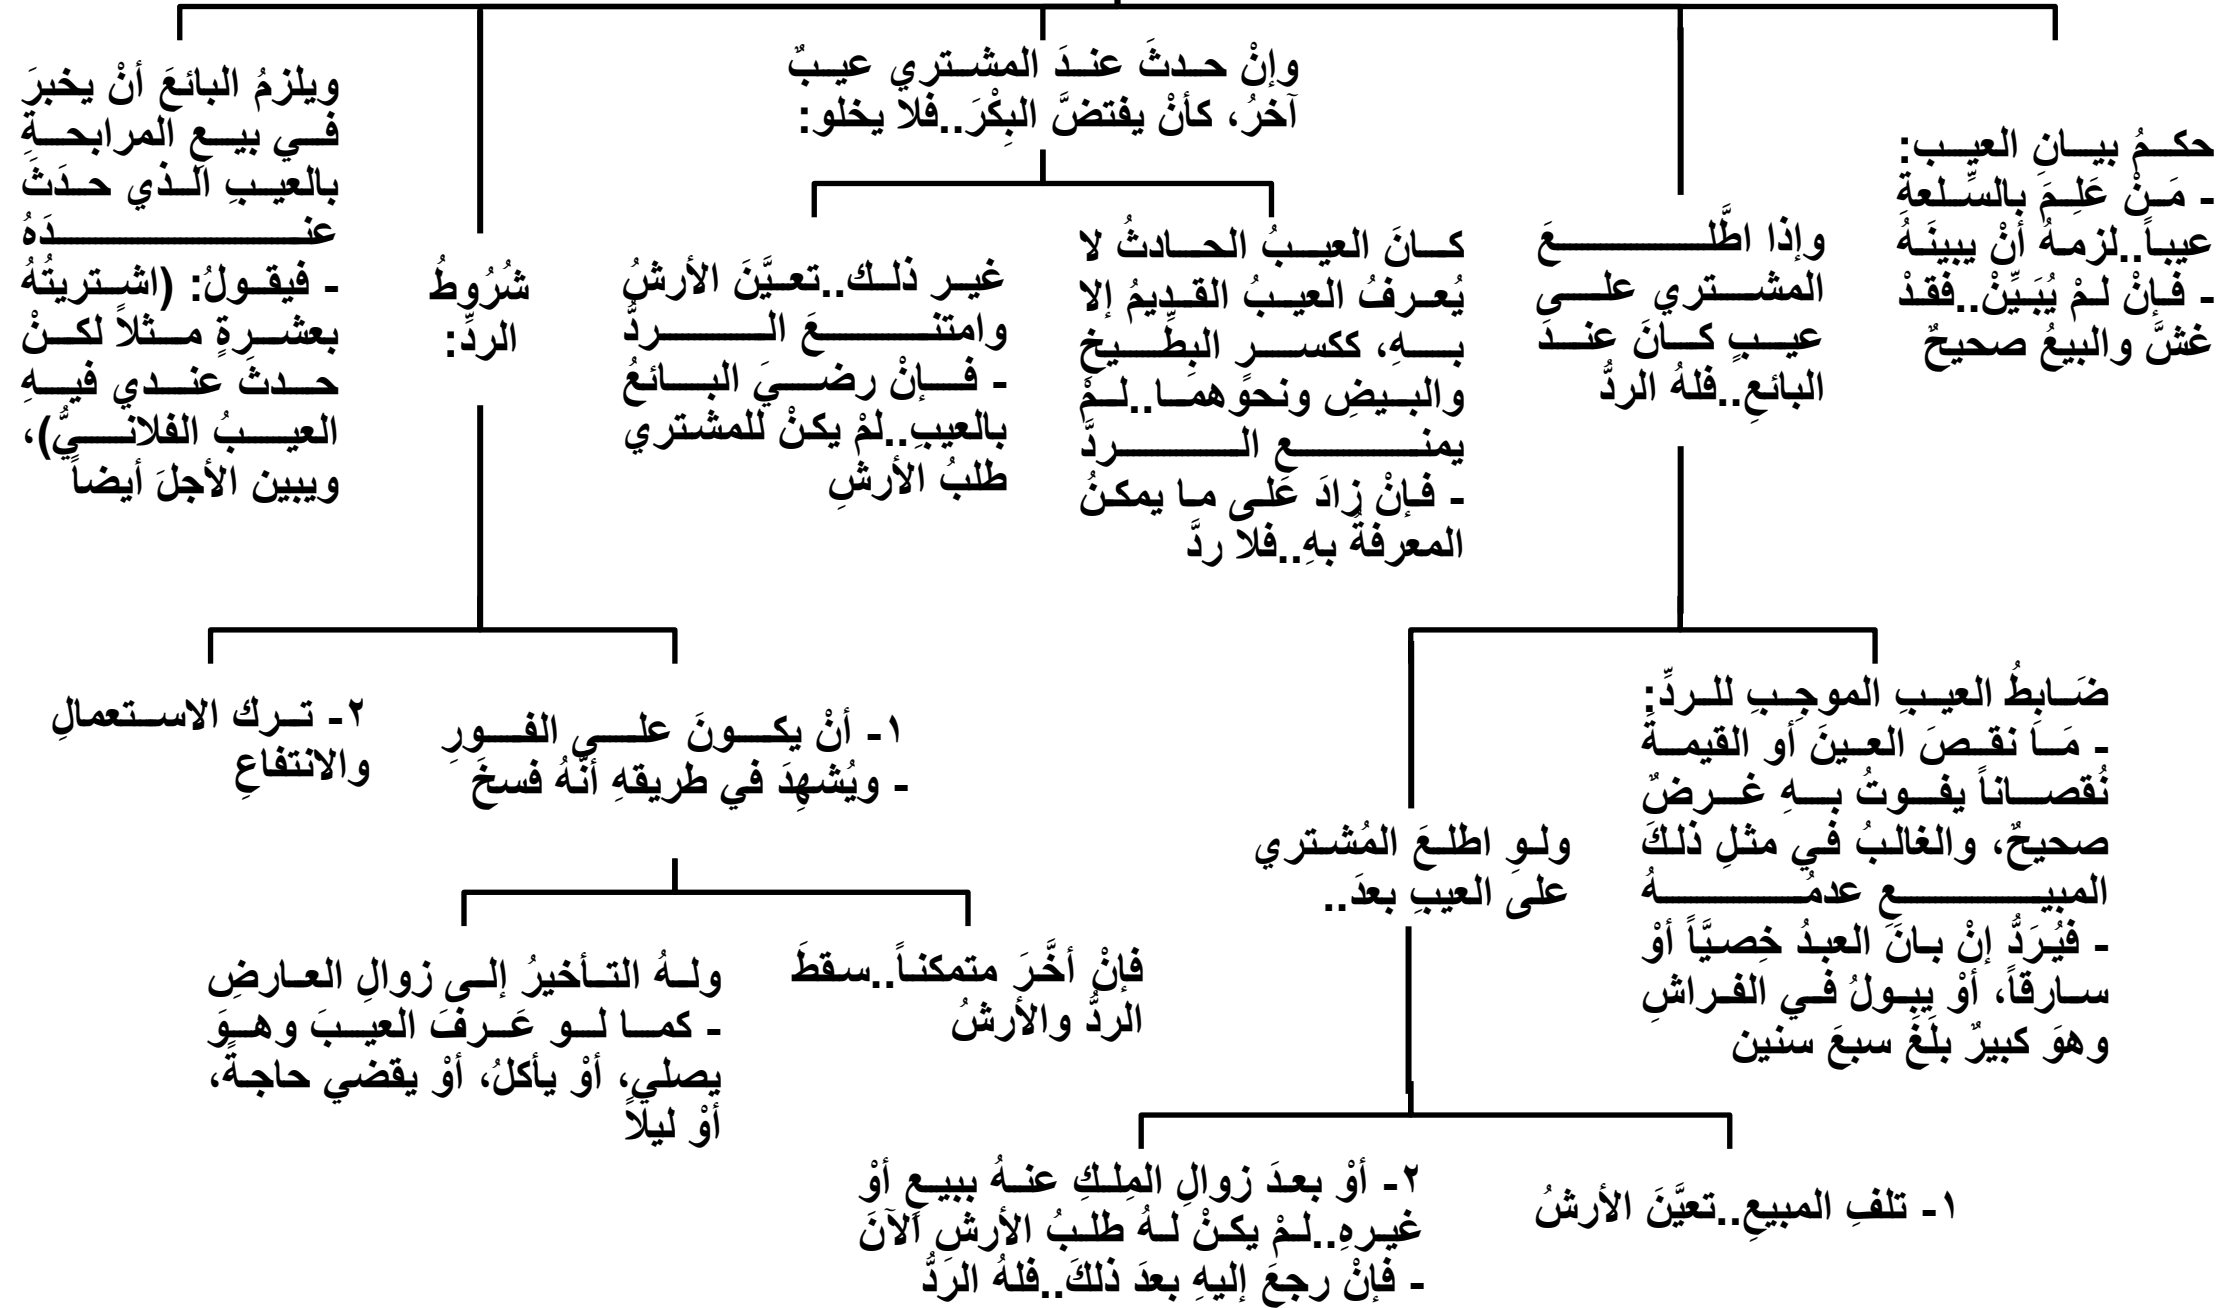 حكمُ بيانِ العيب:
- مَنْ عَلِمَ بالسِّلعةِ
عيباً..لزمهُ أنْ يبينَهُ
- فإنْ لمْ يُبَيِّنْ..فقدْ
غشَّ والبيعُ صحيحٌ
وإذا اطَّلعَ
المشتري على
عيبٍ كانَ عندَ
البائعِ..فلهُ الردُّ
ضَابطُ العيبِ الموجِبِ للردِّ:
- مَا نقصَ العينَ أو القيمةَ
نُقصاناً يفوتُ بهِ غرضٌ
صحيحٌ، والغالبُ في مثلِ ذلكَ
المبيعِ عدمُهُ
- فيُرَدُّ إنْ بانَ العبدُ خِصيَّاً أوْ
سارقاً، أوْ يبولُ في الفراشِ
وهوَ كبيرٌ بلَغَ سبعَ سنين
ولوِ اطلعَ المُشتري
على العيبِ بعدَ..
١- تلفِ المبيعِ..تعيَّنَ الأرشُ
٢- أوْ بعدَ زوالِ المِلكِ عنهُ ببيعٍ أوْ
غيرهِ..لمْ يكنْ لهُ طلبُ الأرشِ الآنَ
- فإنْ رجعَ إليهِ بعدَ ذلكَ..فلهُ الرَدُّ
وإنْ حدثَ عندَ المشتري عيبٌ
آخرُ، كأنْ يفتضَّ البِكْرَ..فلا يخلو:
كانَ العيبُ الحادثُ لا
يُعرفُ العيبُ القديمُ إلا
بهِ، ككسرِ البطِّيخِ
والبيضِ ونحوهمَا..لمْ
يمنعِ الردَّ
- فإنْ زادَ عَلى ما يمكنُ
المعرفةُ بهِ..فلا ردَّ
غير ذلك..تعيَّنَ الأرشُ
وامتنعَ الردُّ
- فإنْ رضيَ البائعُ
بالعيبِ..لمْ يكنْ للمشتري
طلبُ الأرشِ
شُرُوطُ
الردِّ:
١- أنْ يكونَ على الفورِ
- ويُشهِدَ في طريقهِ أنَّهُ فسخَ
فإنْ أخَّرَ متمكناً..سقطَ
الردُّ والأرشُ
ولهُ التأخيرُ إلى زوالِ العارضِ
- كما لو عَرفَ العيبَ وهوَ
يصلي، أوْ يأكلُ، أوْ يقضي حاجةً،
أوْ ليلاً
٢- ترك الاستعمالِ
والانتفاعِ
ويلزمُ البائعَ أنْ يخبرَ
في بيعِ المرابحةِ
بالعيبِ الذي حدَثَ
عندَهُ
- فيقولُ: (اشتريتُهُ
بعشرةٍ مثلاً لكنْ
حدثَ عندي فيهِ
العيبُ الفلانيُّ)،
ويبين الأجلَ أيضاً